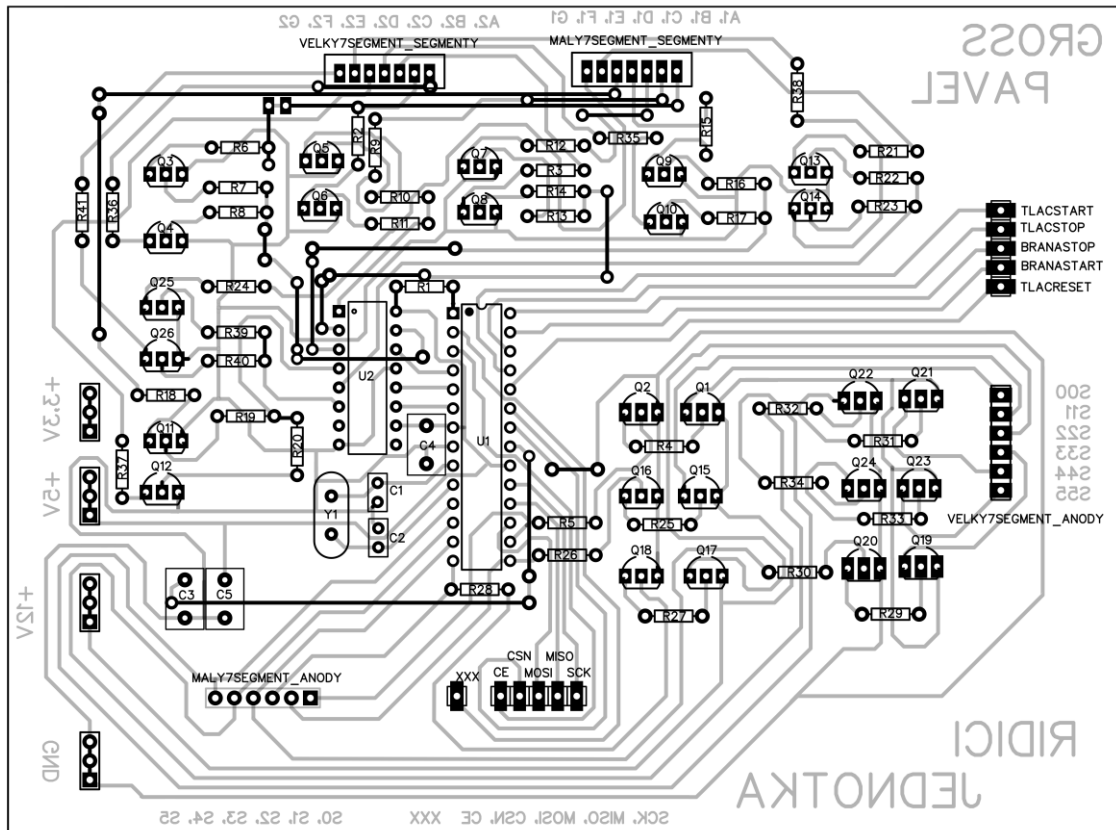 A2, B2, C2, D2, E2, F2, G2
A1, B1, C1, D1, E1, F1, G1
GROSS
PAVEL
VELKY7SEGMENT_SEGMENTY
MALY7SEGMENT_SEGMENTY
R38
R2
R9
R15
R35
Q3
R6
Q5
Q7
R12
Q9
Q13
R21
R3
R7
R14
R16
R22
R41
R36
R8
Q6
R10
Q8
R13
Q10
R17
Q14
R23
Q4
R11
TLACSTART
TLACSTOP
BRANASTOP
BRANASTART
TLACRESET
Q25
R24
R1
Q26
R39
R40
U2
U1
+3,3V
R18
R19
Q11
R20
R37
Q12
C4
Q2
Q1
R4
Q22
Q21
R32
R31
S00
S11
S22
S33
S44
S55
+5V
Y1
C1
C2
R5
R26
Q16
Q15
R25
R34
Q24
Q23
R33
VELKY7SEGMENT_ANODY
Q18
Q17
R27
R30
Q20
Q19
R29
+12V
C3
C5
R28
MALY7SEGMENT_ANODY
XXX
CSN
MISO
CE
MOSI
SCK
GND
RIDICI
JEDNOTKA
S0, S1, S2, S3, S4, S5
XXX
SCK, MISO, MOSI, CSN, CE